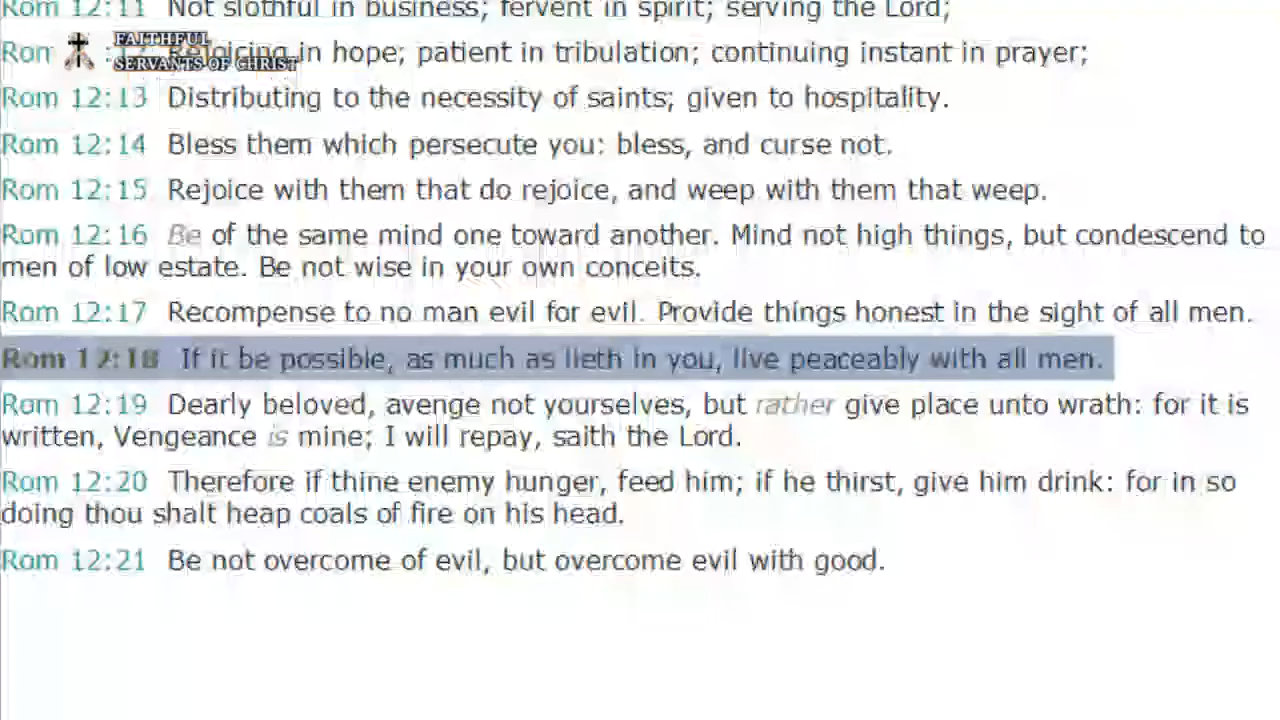 Rom 12:11 Not slothful in business; fervent in spirit; serving the Lord;
Rom :12 Rejoicing in hope; patient in tribulation; continuing instant in prayer;
FAITHFUL
SERVANTS OF CHRIST
Rom 12:13 Distributing to the necessity of saints; given to hospitality.
Rom 12:14 Bless them which persecute you: bless, and curse not.
Rom 12:15 Rejoice with them that do rejoice, and weep with them that weep.
Rom 12:16 Be of the same mind one toward another. Mind not high things, but condescend to
men of low estate. Be not wise in your own conceits.
Rom 12:17 Recompense to no man evil for evil. Provide things honest in the sight of all men.
Rom 12:18 If it be possible, as much as lieth in you, live peaceably with all men.
Rom 12:19 Dearly beloved, avenge not yourselves, but rather give place unto wrath: for it is
written, Vengeance is mine; I will repay, saith the Lord.
Rom 12:20 Therefore if thine enemy hunger, feed him; if he thirst, give him drink: for in so
doing thou shalt heap coals of fire on his head.
Rom 12:21 Be not overcome of evil, but overcome evil with good.